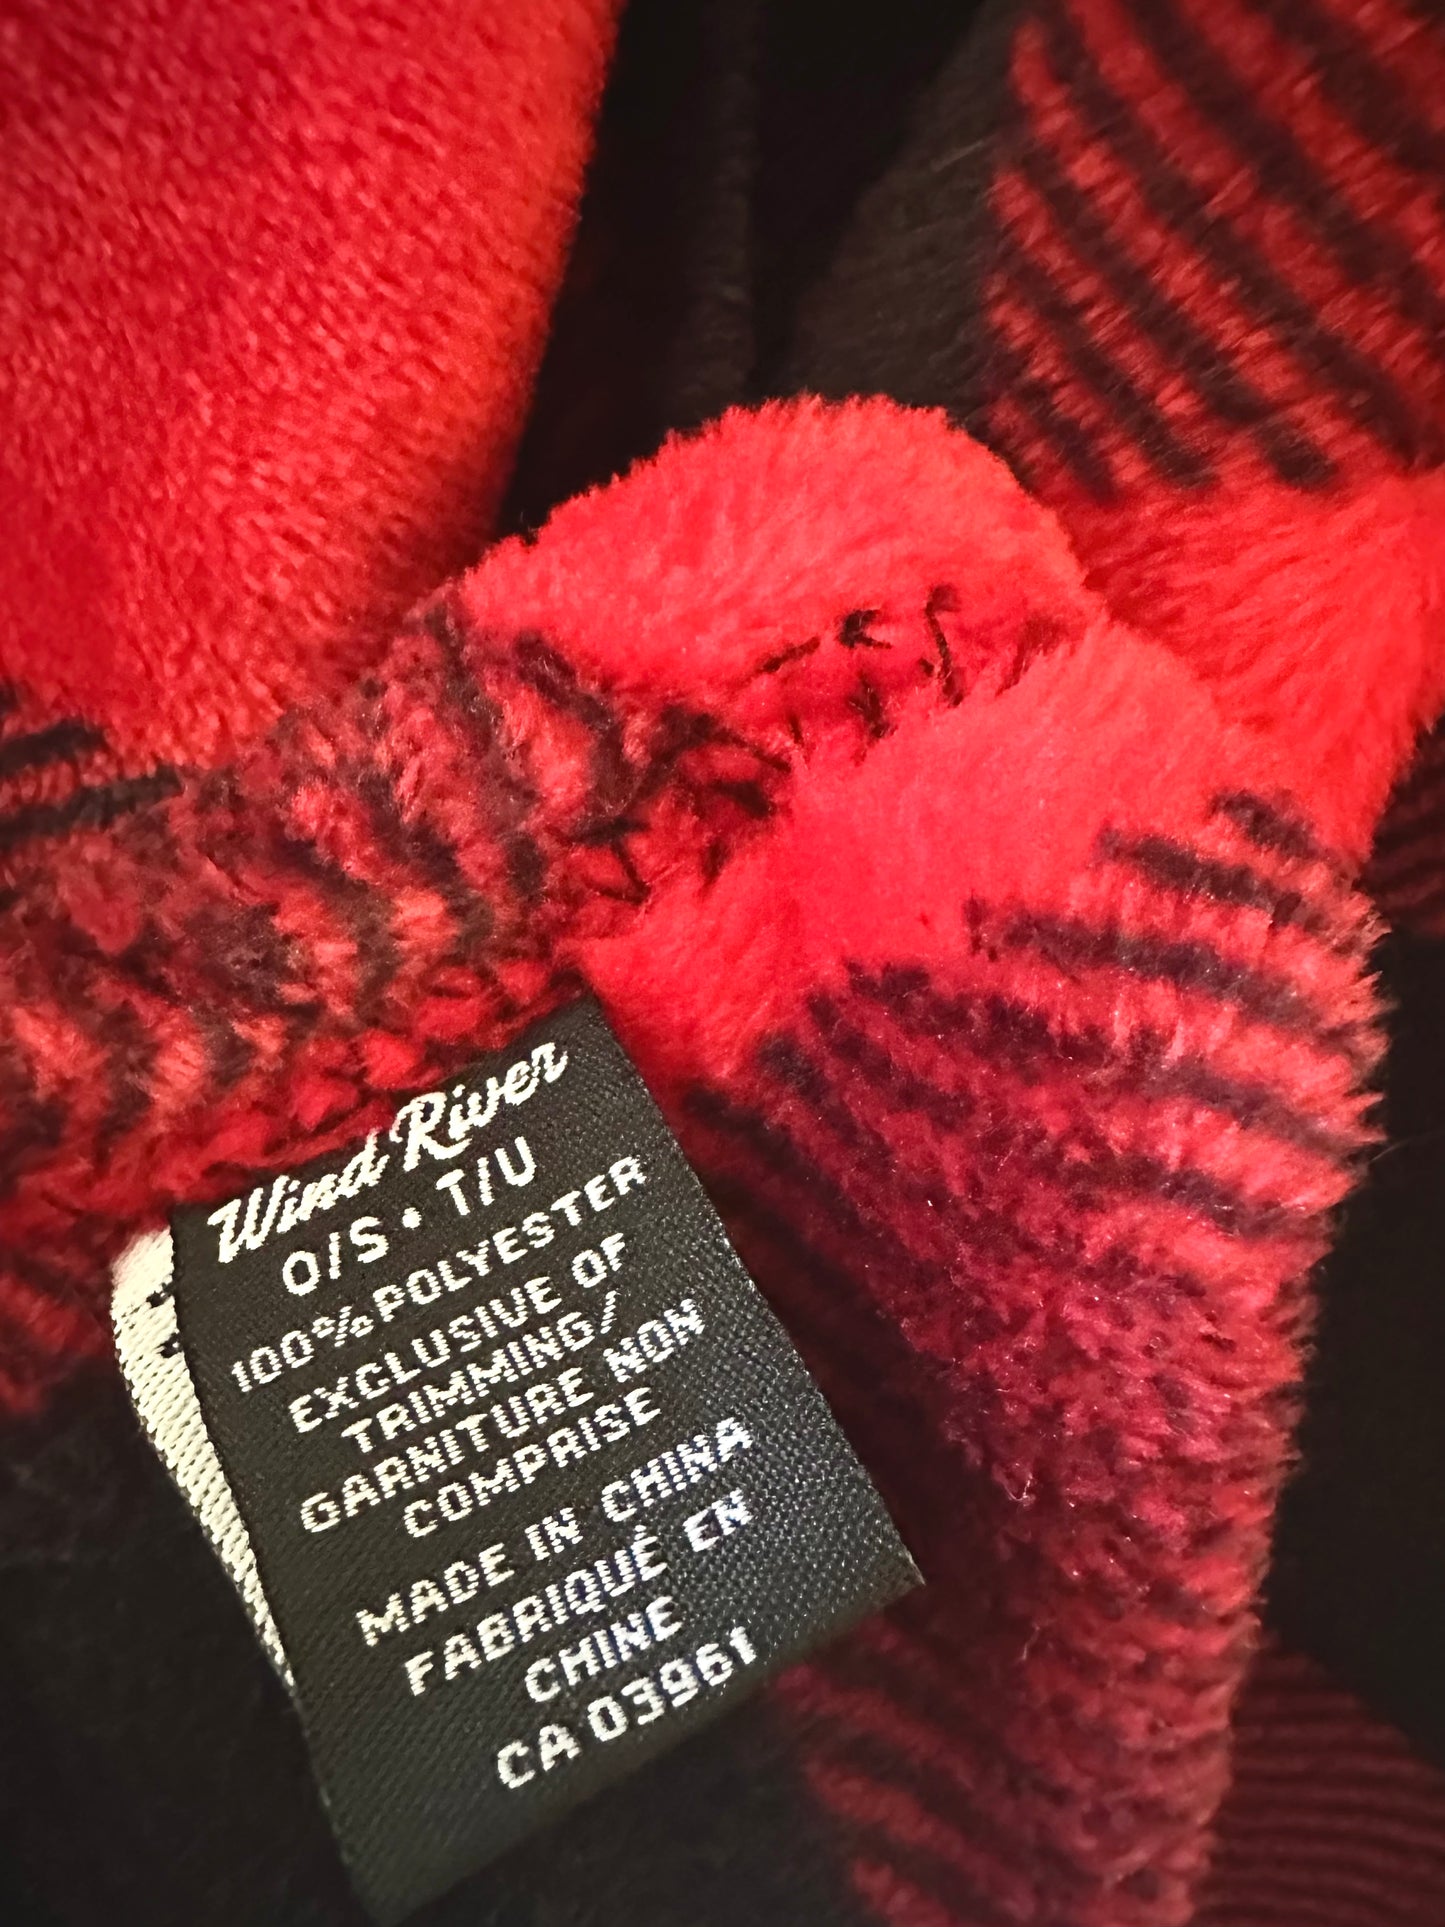 Wind River
O/S • T/U
100% POLYESTER
EXCLUSIVE OF
TRIMMING/
GARNITURE NON
COMPRISE
MADE IN CHINA
FABRIQUÉ EN
CHINE
CA 03961